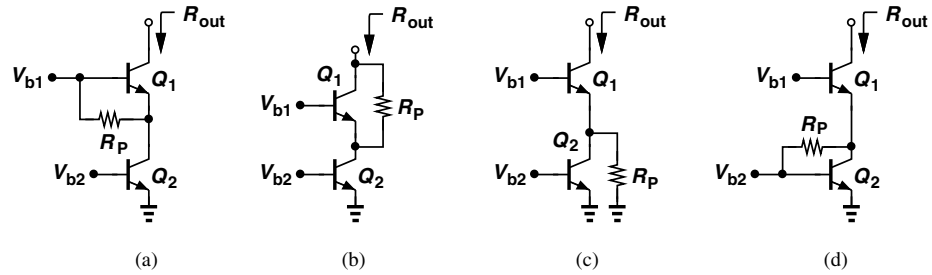 R_out
V_b1
Q_1
R_P
V_b2
Q_2
(a)
R_out
Q_1
V_b1
R_P
V_b2
Q_2
(b)
R_out
V_b1
Q_1
Q_2
V_b2
R_P
(c)
R_out
V_b1
Q_1
R_P
V_b2
Q_2
(d)